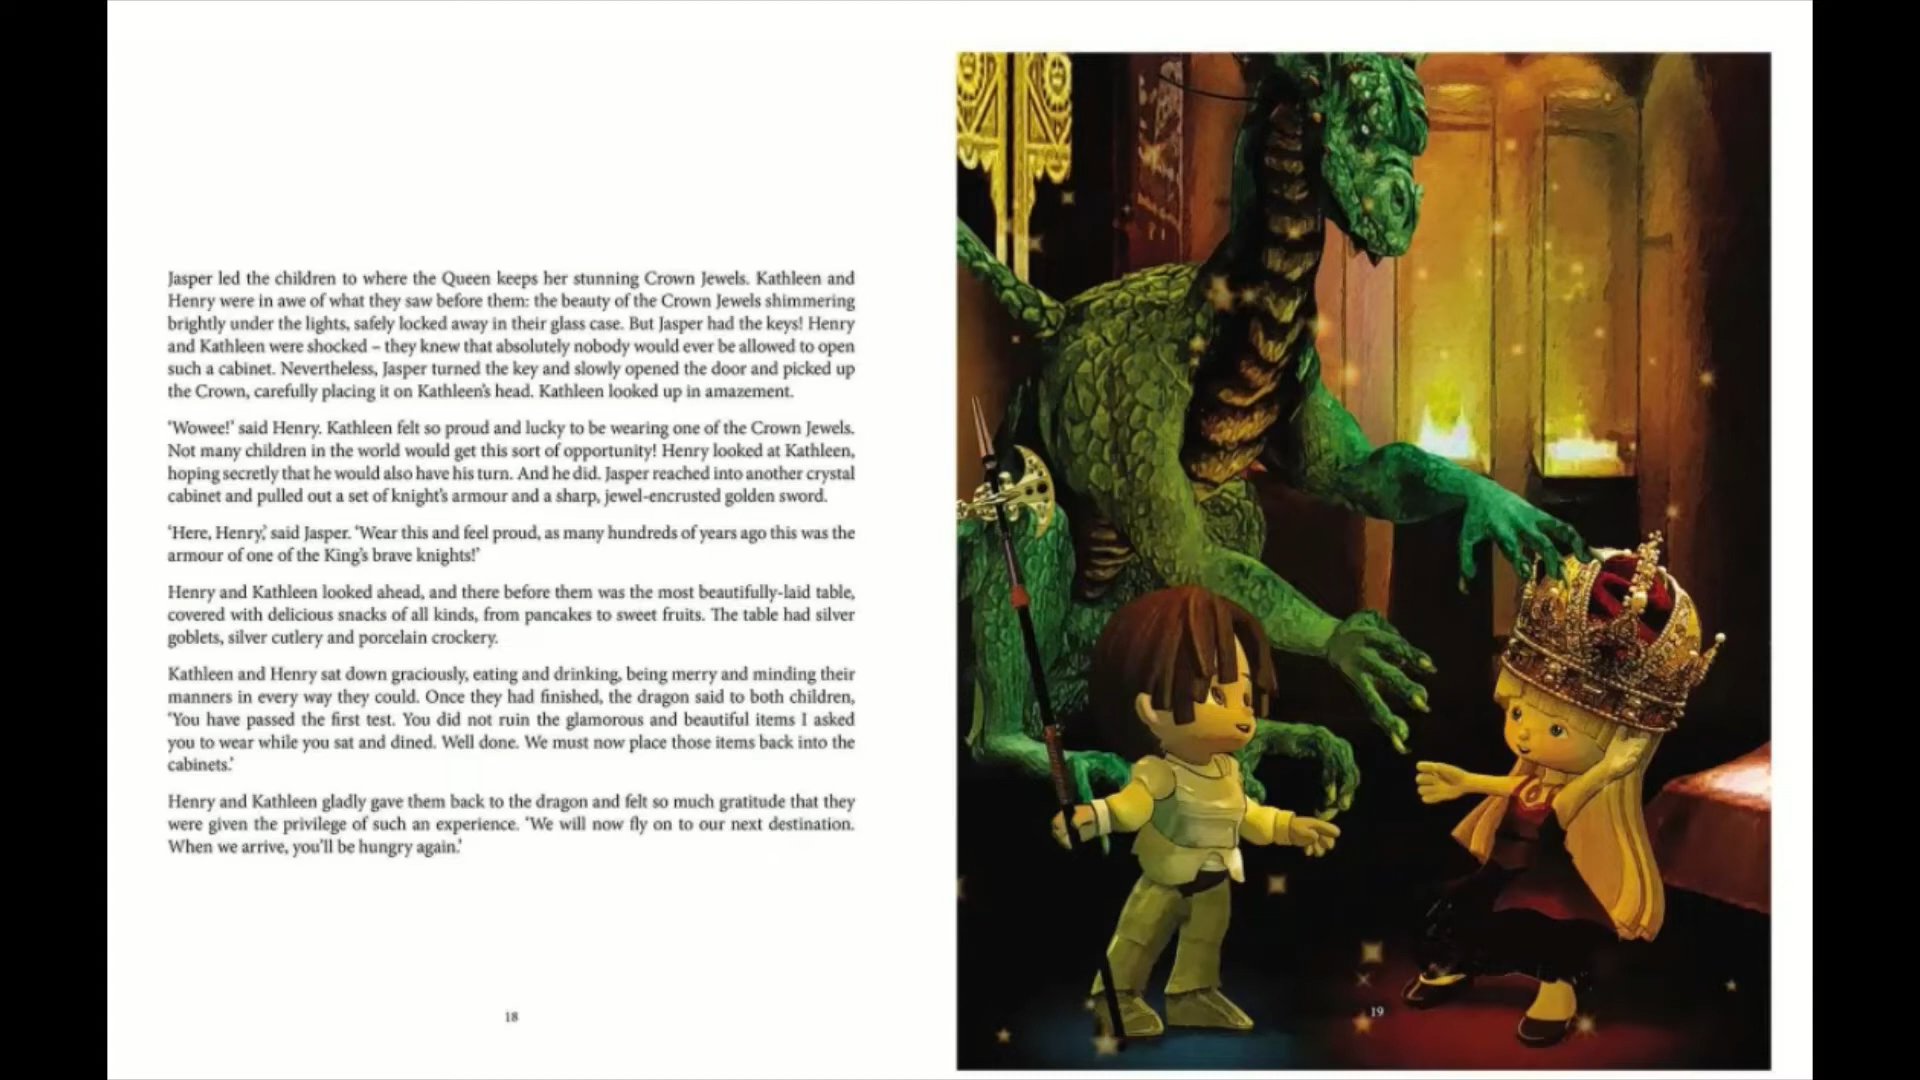 Jasper led the children to where the Queen keeps her stunning Crown Jewels. Kathleen and
Henry were in awe of what they saw before them: the beauty of the Crown Jewels shimmering
brightly under the lights, safely locked away in their glass case. But Jasper had the keys! Henry
and Kathleen were shocked – they knew that absolutely nobody would ever be allowed to open
such a cabinet. Nevertheless, Jasper turned the key and slowly opened the door and picked up
the Crown, carefully placing it on Kathleen’s head. Kathleen looked up in amazement.
‘Wowee!’ said Henry. Kathleen felt so proud and lucky to be wearing one of the Crown Jewels.
Not many children in the world would get this sort of opportunity! Henry looked at Kathleen,
hoping secretly that he would also have his turn. And he did. Jasper reached into another crystal
cabinet and pulled out a set of knight’s armour and a sharp, jewel-encrusted golden sword.
‘Here, Henry,’ said Jasper. ‘Wear this and feel proud, as many hundreds of years ago this was the
armour of one of the King’s brave knights!’
Henry and Kathleen looked ahead, and there before them was the most beautifully-laid table,
covered with delicious snacks of all kinds, from pancakes to sweet fruits. The table had silver
goblets, silver cutlery and porcelain crockery.
Kathleen and Henry sat down graciously, eating and drinking, being merry and minding their
manners in every way they could. Once they had finished, the dragon said to both children,
‘You have passed the first test. You did not ruin the glamorous and beautiful items I asked
you to wear while you sat and dined. Well done. We must now place those items back into the
cabinets.’
Henry and Kathleen gladly gave them back to the dragon and felt so much gratitude that they
were given the privilege of such an experience. ‘We will now fly on to our next destination.
When we arrive, you’ll be hungry again.’
18
19